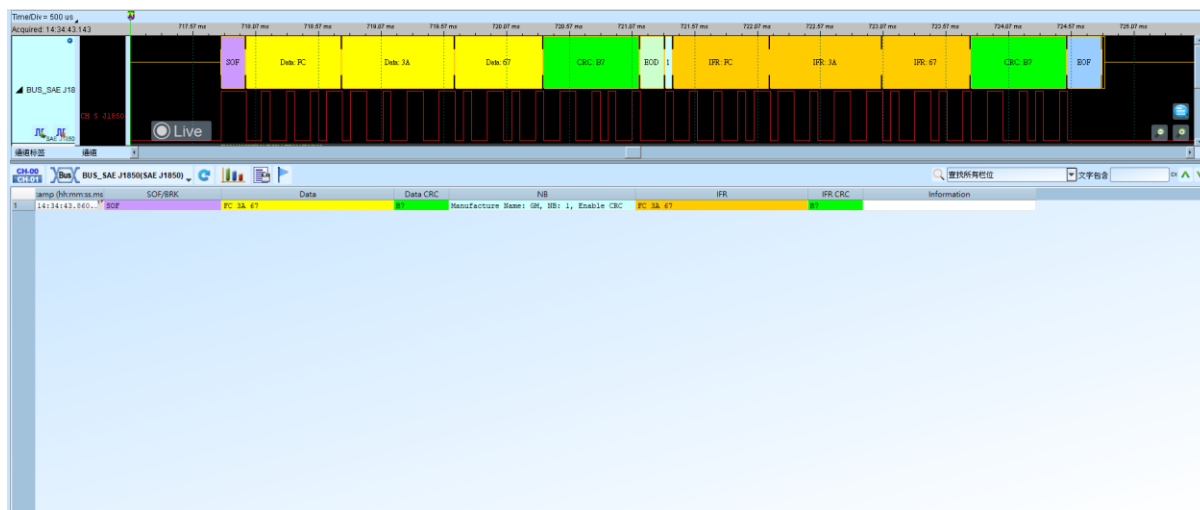 Time/Div = 500 us
Acquired: 14:34:43.143
717.57 ms 718.07 ms 718.57 ms 719.07 ms 719.57 ms 720.07 ms 720.57 ms 721.07 ms 721.57 ms 722.07 ms 722.57 ms 723.07 ms 723.57 ms 724.07 ms 724.57 ms 725.07 ms
SOF Data: FC Data: 3A Data: 67 CRC: B7 EOD 1 IFR: FC IFR: 3A IFR: 67 CRC: B7 EOF
BUS_SAE J18
CH 5: J1850
Live
SAE J1850
通道标签 通道
CH-00
CH-01
Bus
BUS_SAE J1850(SAE J1850)
查找所有栏位
文字包含
amp (hh:mm:ss.ms SOF/BRK Data Data CRC NB IFR IFR CRC Information
1 14:34:43.860.. SOF FC 3A 67 B7 Manufacture Name: GM, NB: 1, Enable CRC FC 3A 67 B7